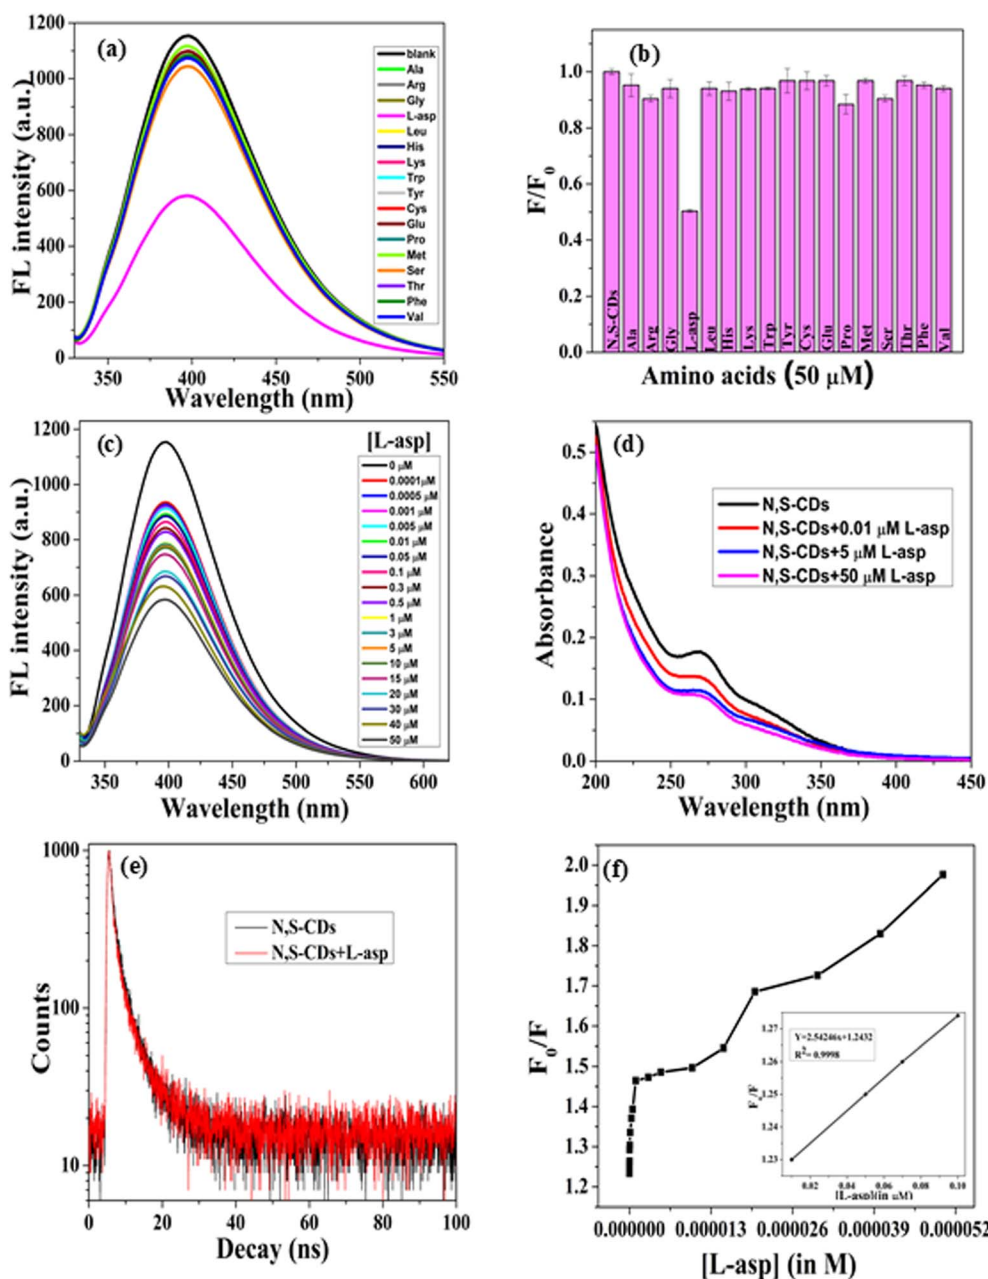 (a)
1200
1000
800
600
400
200
0
FL intensity (a.u.)
350 400 450 500 550
Wavelength (nm)
blank
Ala
Arg
Gly
L-asp
Leu
His
Lys
Trp
Tyr
Cys
Glu
Pro
Met
Ser
Thr
Phe
Val
(b)
1.0
0.8
0.6
0.4
0.2
0.0
F/F0
N,S-CDs
Ala
Arg
Gly
L-asp
Leu
His
Lys
Trp
Tyr
Cys
Glu
Pro
Met
Ser
Thr
Phe
Val
Amino acids (50 μM)
(c)
1200
1000
800
600
400
200
0
FL intensity (a.u.)
350 400 450 500 550 600
Wavelength (nm)
[L-asp]
0 μM
0.0001μM
0.0005 μM
0.001 μM
0.005 μM
0.01 μM
0.05 μM
0.1 μM
0.3 μM
0.5 μM
1 μM
3 μM
5 μM
10 μM
15 μM
20 μM
30 μM
40 μM
50 μM
(d)
0.5
0.4
0.3
0.2
0.1
0.0
Absorbance
200 250 300 350 400 450
Wavelength (nm)
N,S-CDs
N,S-CDs+0.01 μM L-asp
N,S-CDs+5 μM L-asp
N,S-CDs+50 μM L-asp
(e)
1000
100
10
Counts
0 20 40 60 80 100
Decay (ns)
N,S-CDs
N,S-CDs+L-asp
(f)
2.0
1.9
1.8
1.7
1.6
1.5
1.4
1.3
1.2
F0/F
0.000000 0.000013 0.000026 0.000039 0.000052
[L-asp] (in M)
1.27
1.26
1.25
1.24
1.23
F0/F
Y=2.54246x+1.2432
R2= 0.9998
0.02 0.04 0.06 0.08 0.10
[L-asp](in μM)